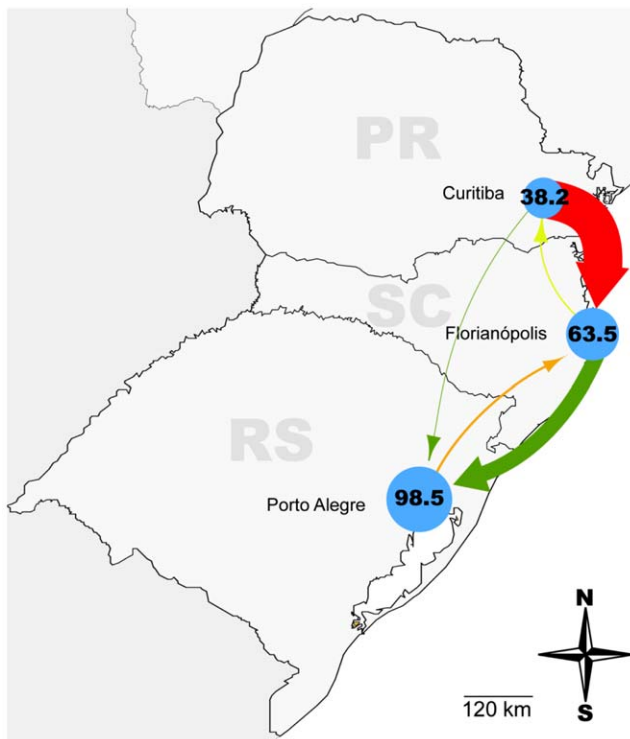 PR
Curitiba
38.2
SC
Florianópolis
63.5
RS
Porto Alegre
98.5
N
S
120 km